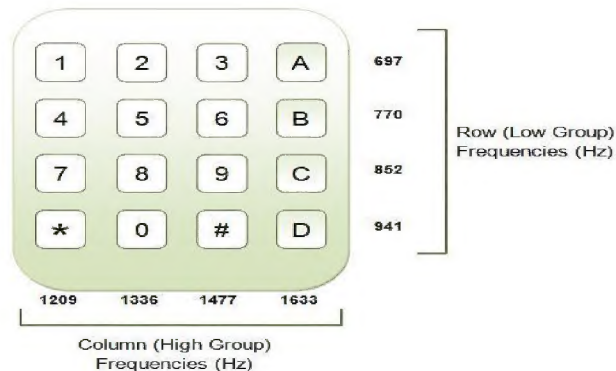 1 2 3 A 697
4 5 6 B 770
Row (Low Group)
Frequencies (Hz)
7 8 9 C 852
* 0 # D 941
1209 1336 1477 1633
Column (High Group)
Frequencies (Hz)